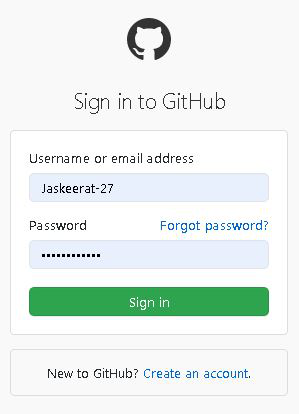 Sign in to GitHub
Username or email address
Jaskeerat-27
Password Forgot password?
••••••••••••
Sign in
New to GitHub? Create an account.